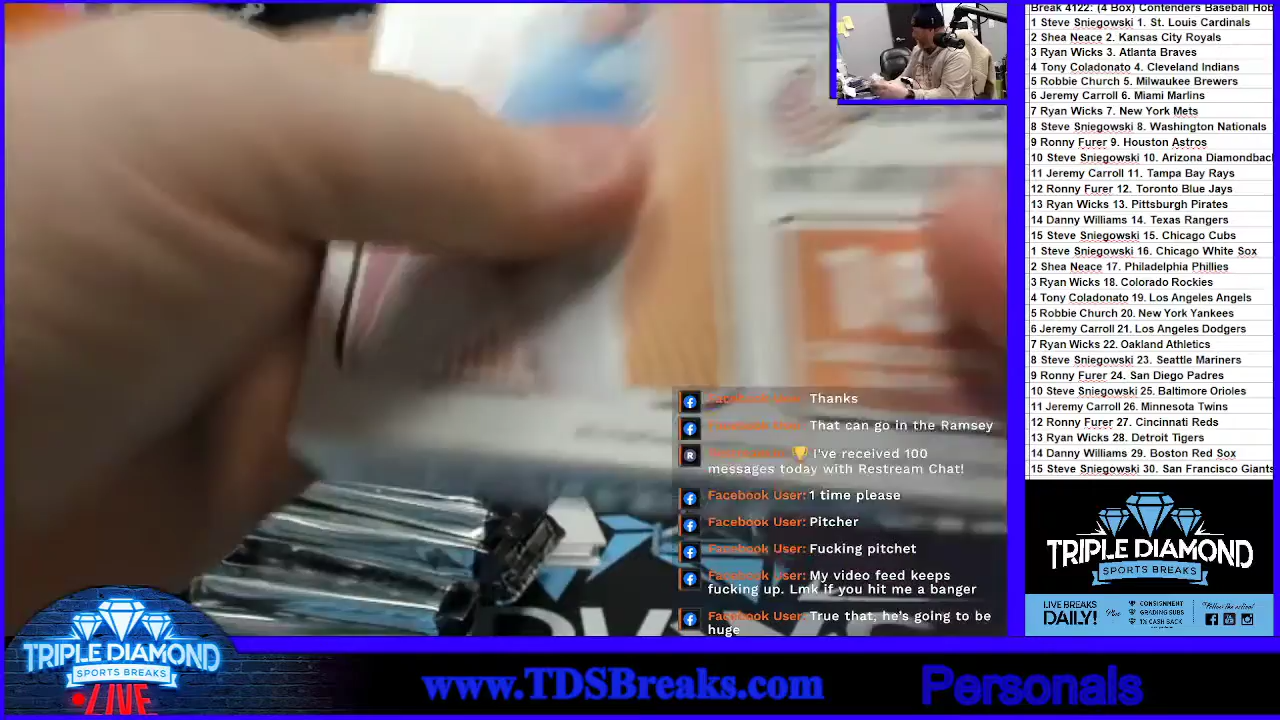 Break 4122. (4 Box) Contenders Baseball Hob
1 Steve Sniegowski 1. St. Louis Cardinals
2 Shea Neace 2. Kansas City Royals
3 Ryan Wicks 3. Atlanta Braves
4 Tony Coladonato 4. Cleveland Indians
5 Robbie Church 5. Milwaukee Brewers
6 Jeremy Carroll 6. Miami Marlins
7 Ryan Wicks 7. New York Mets
8 Steve Sniegowski 8. Washington Nationals
9 Ronny Furer 9. Houston Astros
10 Steve Sniegowski 10. Arizona Diamondbac
11 Jeremy Carroll 11. Tampa Bay Rays
12 Ronny Furer 12. Toronto Blue Jays
13 Ryan Wicks 13. Pittsburgh Pirates
14 Danny Williams 14. Texas Rangers
15 Steve Sniegowski 15. Chicago Cubs
1 Steve Sniegowski 16. Chicago White Sox
2 Shea Neace 17. Philadelphia Phillies
3 Ryan Wicks 18. Colorado Rockies
4 Tony Coladonato 19. Los Angeles Angels
5 Robbie Church 20. New York Yankees
6 Jeremy Carroll 21. Los Angeles Dodgers
7 Ryan Wicks 22. Oakland Athletics
8 Steve Sniegowski 23. Seattle Mariners
9 Ronny Furer 24. San Diego Padres
10 Steve Sniegowski 25. Baltimore Orioles
11 Jeremy Carroll 26. Minnesota Twins
12 Ronny Furer 27. Cincinnati Reds
13 Ryan Wicks 28. Detroit Tigers
14 Danny Williams 29. Boston Red Sox
15 Steve Sniegowski 30. San Francisco Giants
Thanks
That can go in the Ramsey
🏆 I've received 100
messages today with Restream Chat!
Facebook User: 1 time please
Facebook User: Pitcher
Facebook User: Fucking pitchet
Facebook User: My video feed keeps
fucking up. Lmk if you hit me a banger
Facebook User: True that, he's going to be
huge
TRIPLE DIAMOND
SPORTS BREAKS
LIVE BREAKS
DAILY!
CONSIGNMENT
GRADING SUBS
1% CASH BACK
Follow the action!
TRIPLE DIAMOND
SPORTS BREAKS
LIVE
www.TDSBreaks.com
Personals